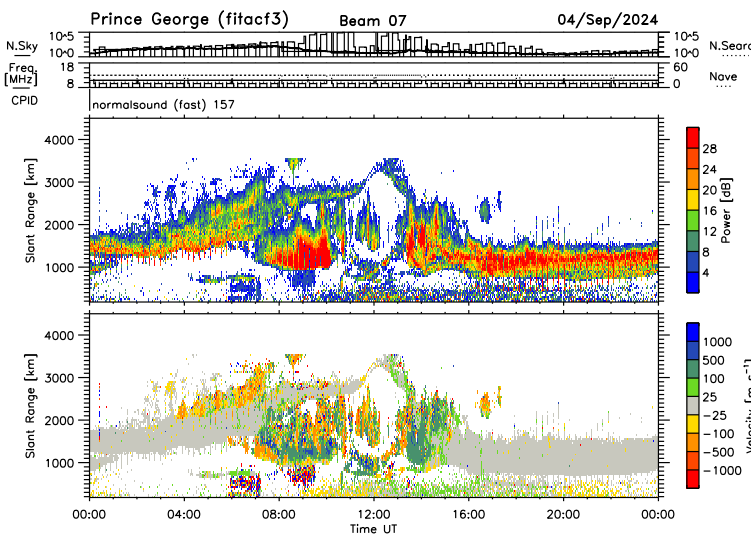 Prince George (fitacf3) Beam 07 04/Sep/2024
N.Sky 10^5 10^0 10^5 10^0 N.Sear
Freq [MHz] 18 8 60 0 Nave
CPID normalsound (fast) 157
Slant Range [km] 4000 3000 2000 1000
Power [dB] 28 24 20 16 12 8 4
Slant Range [km] 4000 3000 2000 1000
Velocity [m s^-1] 1000 500 100 25 -25 -100 -500 -1000
00:00 04:00 08:00 12:00 16:00 20:00 00:00
Time UT